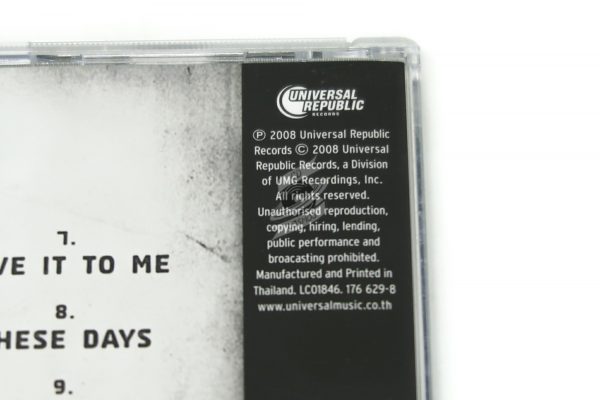 UNIVERSAL
REPUBLIC
RECORDS
℗ 2008 Universal Republic
Records © 2008 Universal
Republic Records, a Division
of UMG Recordings, Inc.
All rights reserved.
Unauthorised reproduction,
copying, hiring, lending,
public performance and
broacasting prohibited.
Manufactured and Printed in
Thailand. LC01846. 176 629-8
www.universalmusic.co.th
7.
VE IT TO ME
8.
HESE DAYS
9.